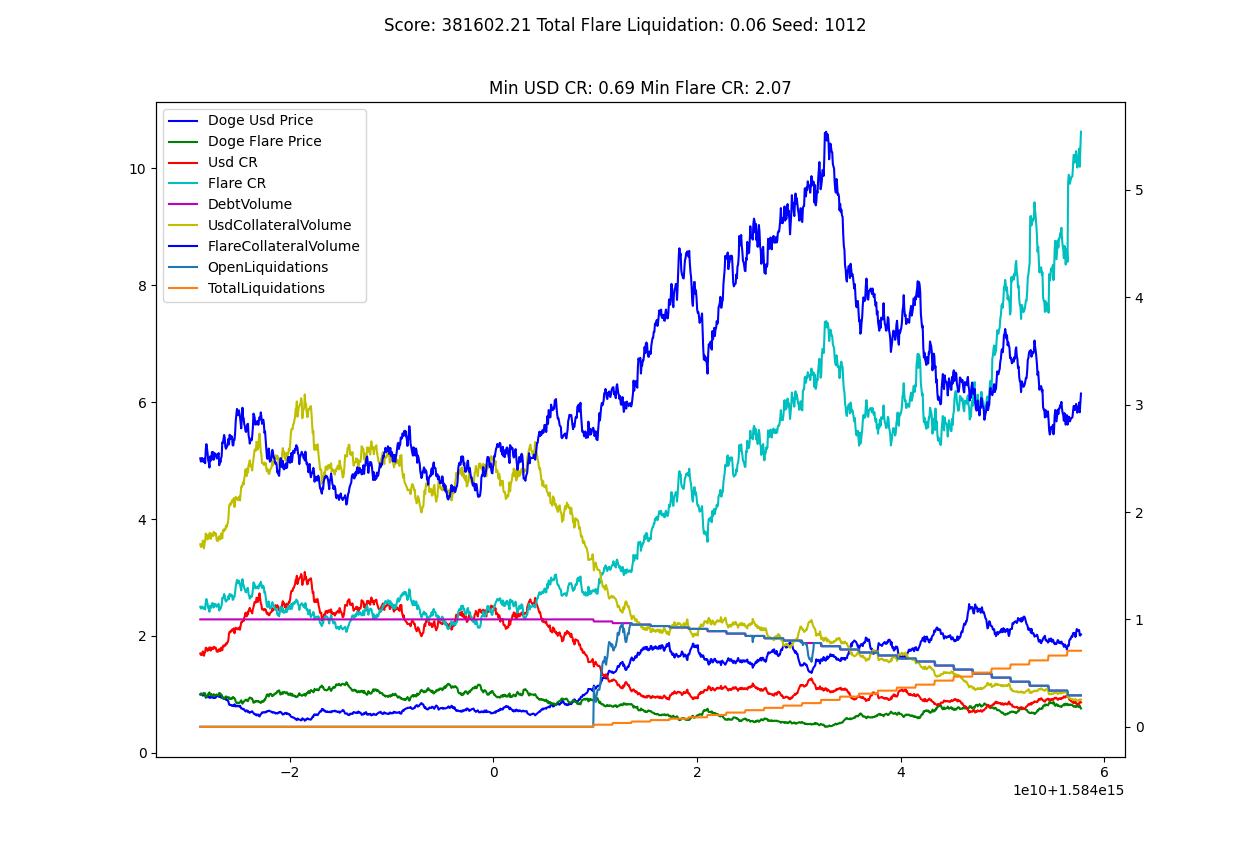 Score: 381602.21 Total Flare Liquidation: 0.06 Seed: 1012
Min USD CR: 0.69 Min Flare CR: 2.07
Doge Usd Price
Doge Flare Price
Usd CR
Flare CR
DebtVolume
UsdCollateralVolume
FlareCollateralVolume
OpenLiquidations
TotalLiquidations
10
8
6
4
2
0
5
4
3
2
1
0
−2 0 2 4 6
1e10+1.584e15